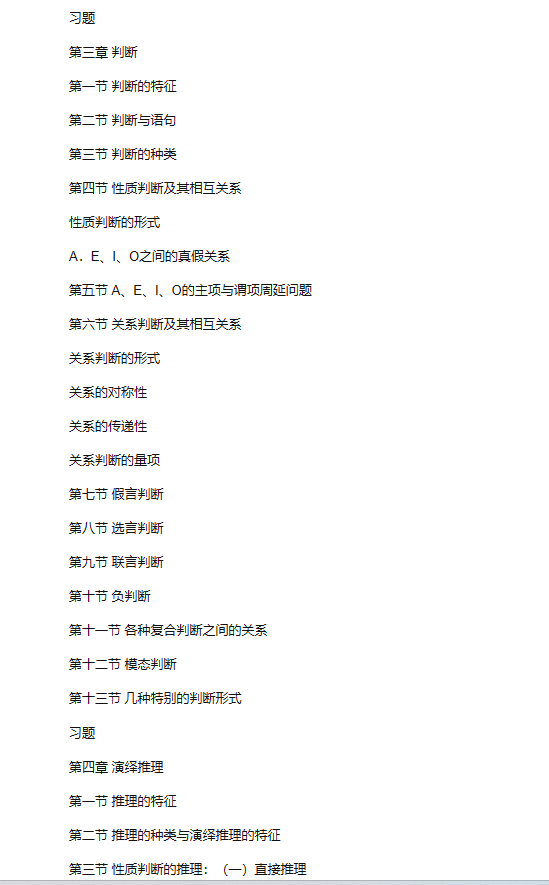 习题
第三章 判断
第一节 判断的特征
第二节 判断与语句
第三节 判断的种类
第四节 性质判断及其相互关系
性质判断的形式
A．E、I、O之间的真假关系
第五节 A、E、I、O的主项与谓项周延问题
第六节 关系判断及其相互关系
关系判断的形式
关系的对称性
关系的传递性
关系判断的量项
第七节 假言判断
第八节 选言判断
第九节 联言判断
第十节 负判断
第十一节 各种复合判断之间的关系
第十二节 模态判断
第十三节 几种特别的判断形式
习题
第四章 演绎推理
第一节 推理的特征
第二节 推理的种类与演绎推理的特征
第三节 性质判断的推理：（一）直接推理